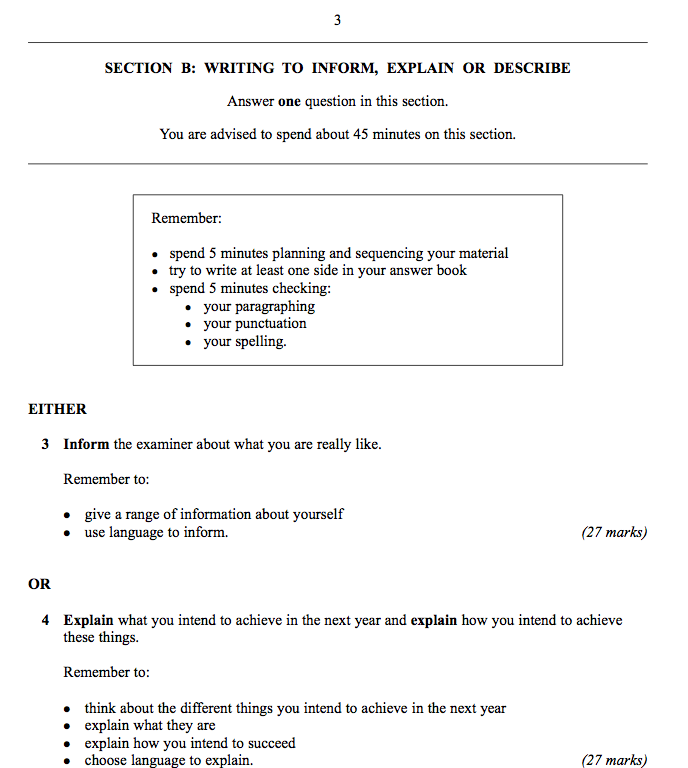 3
SECTION B: WRITING TO INFORM, EXPLAIN OR DESCRIBE
Answer one question in this section.
You are advised to spend about 45 minutes on this section.
Remember:
• spend 5 minutes planning and sequencing your material
• try to write at least one side in your answer book
• spend 5 minutes checking:
• your paragraphing
• your punctuation
• your spelling.
EITHER
3 Inform the examiner about what you are really like.
Remember to:
• give a range of information about yourself
• use language to inform. (27 marks)
OR
4 Explain what you intend to achieve in the next year and explain how you intend to achieve
these things.
Remember to:
• think about the different things you intend to achieve in the next year
• explain what they are
• explain how you intend to succeed
• choose language to explain. (27 marks)